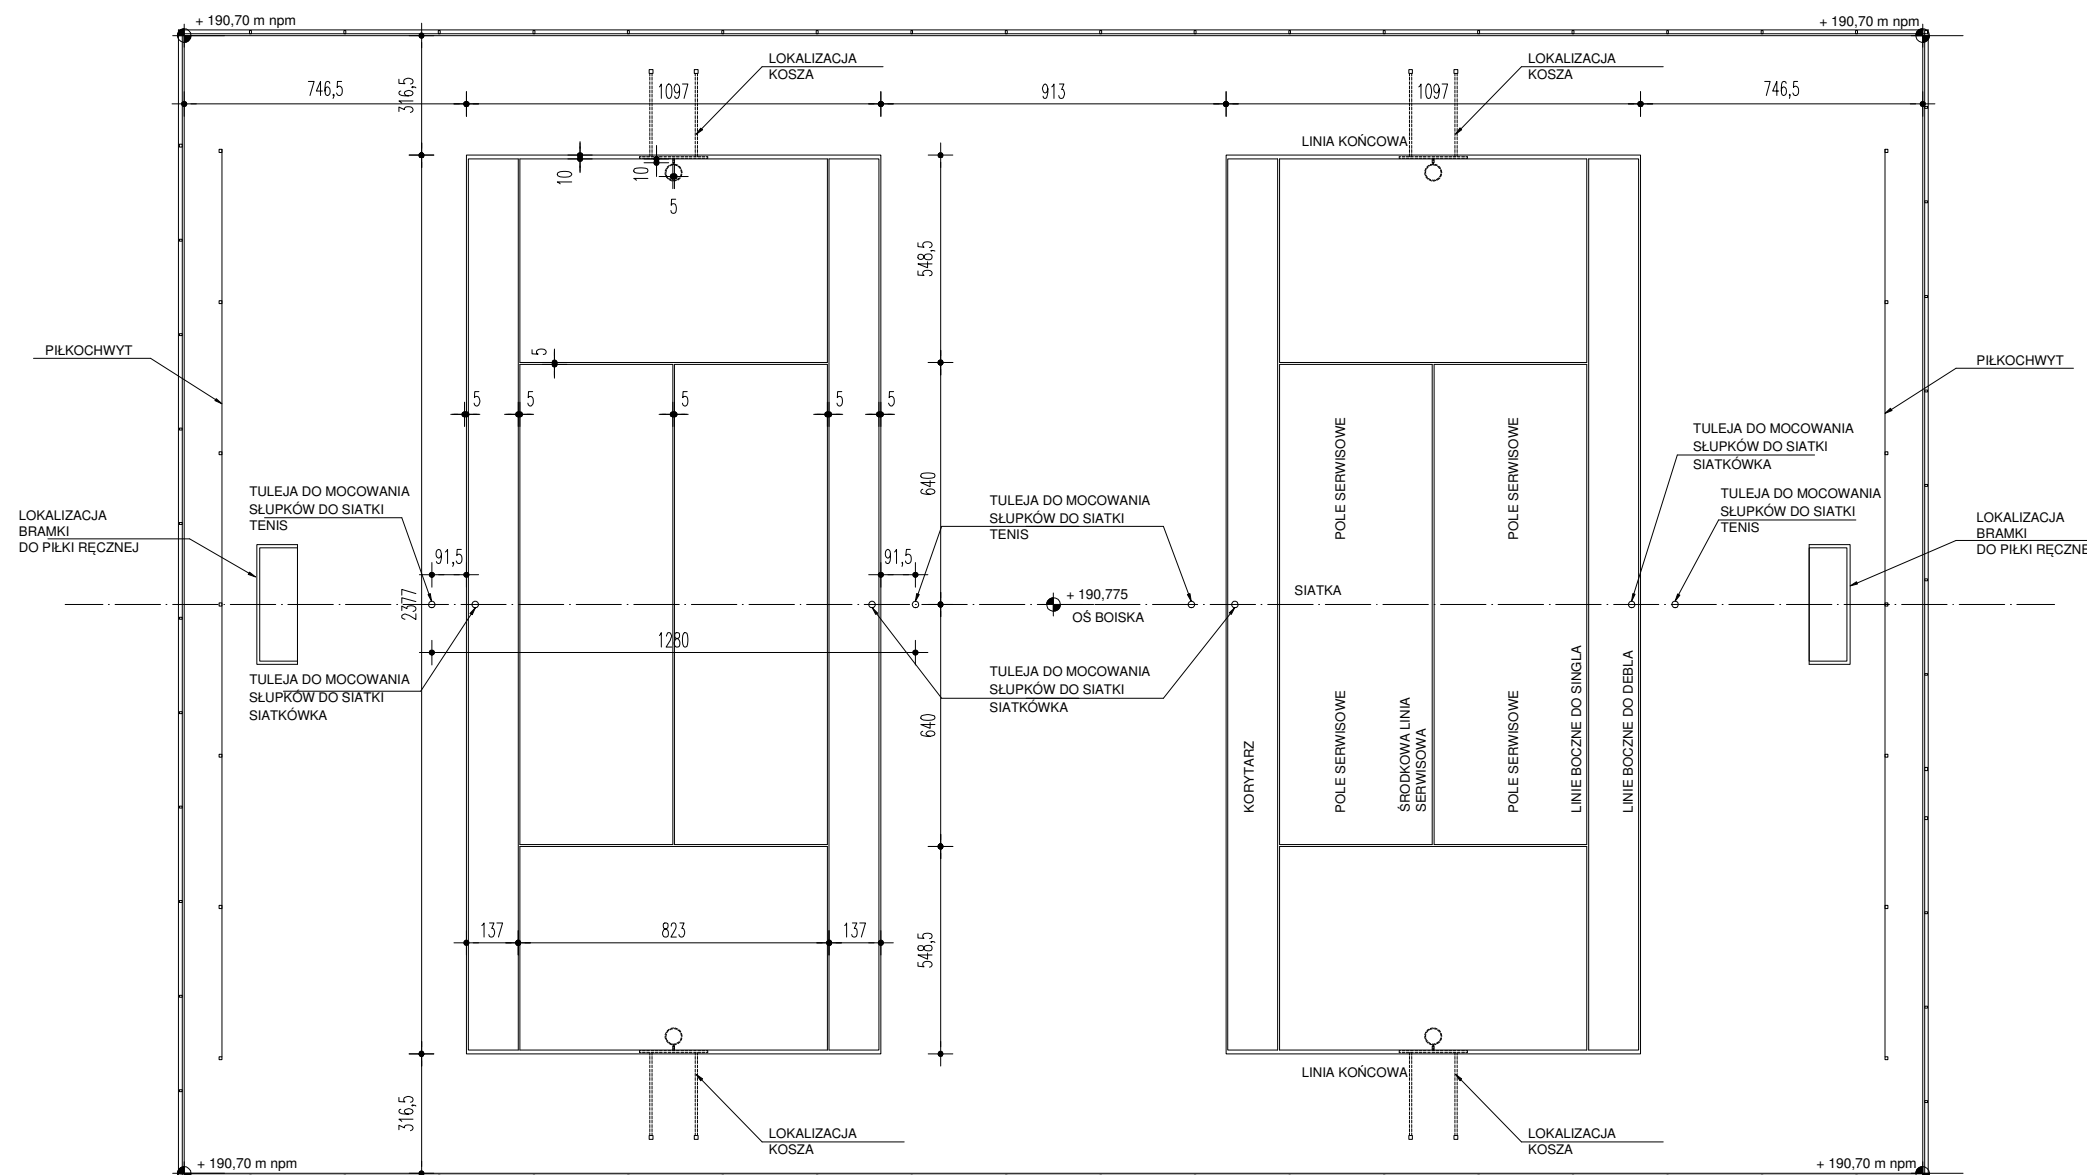 + 190,70 m npm
+ 190,70 m npm
LOKALIZACJA
KOSZA
LOKALIZACJA
KOSZA
746,5
316,5
1097
913
1097
746,5
LINIA KOŃCOWA
10
10
5
548,5
5
PIŁKOCHWYT
PIŁKOCHWYT
5
5
5
5
5
POLE SERWISOWE
POLE SERWISOWE
TULEJA DO MOCOWANIA
SŁUPKÓW DO SIATKI
SIATKÓWKA
640
TULEJA DO MOCOWANIA
SŁUPKÓW DO SIATKI
TENIS
TULEJA DO MOCOWANIA
SŁUPKÓW DO SIATKI
TENIS
TULEJA DO MOCOWANIA
SŁUPKÓW DO SIATKI
TENIS
LOKALIZACJA
BRAMKI
DO PIŁKI RĘCZNEJ
LOKALIZACJA
BRAMKI
DO PIŁKI RĘCZNE
91,5
91,5
2377
SIATKA
+ 190,775
OŚ BOISKA
1280
TULEJA DO MOCOWANIA
SŁUPKÓW DO SIATKI
SIATKÓWKA
TULEJA DO MOCOWANIA
SŁUPKÓW DO SIATKI
SIATKÓWKA
640
KORYTARZ
POLE SERWISOWE
ŚRODKOWA LINIA
SERWISOWA
POLE SERWISOWE
LINIE BOCZNE DO SINGLA
LINIE BOCZNE DO DEBLA
137
823
137
548,5
LINIA KOŃCOWA
316,5
LOKALIZACJA
KOSZA
LOKALIZACJA
KOSZA
+ 190,70 m npm
+ 190,70 m npm